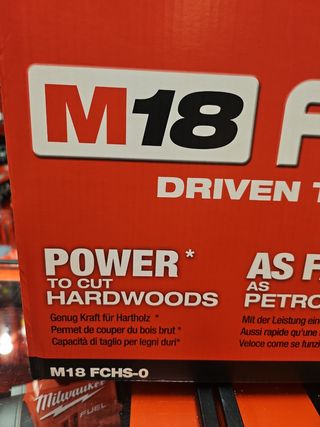 M18
DRIVEN
POWER *
TO CUT
HARDWOODS
Genug Kraft für Hartholz *
Permet de couper du bois brut *
Capacità di taglio per legni duri*
AS
AS
PETRO
Mit der Leistung
Aussi rapide qu'une
Veloce come se
M18 FCHS-0
Milwaukee
FUEL